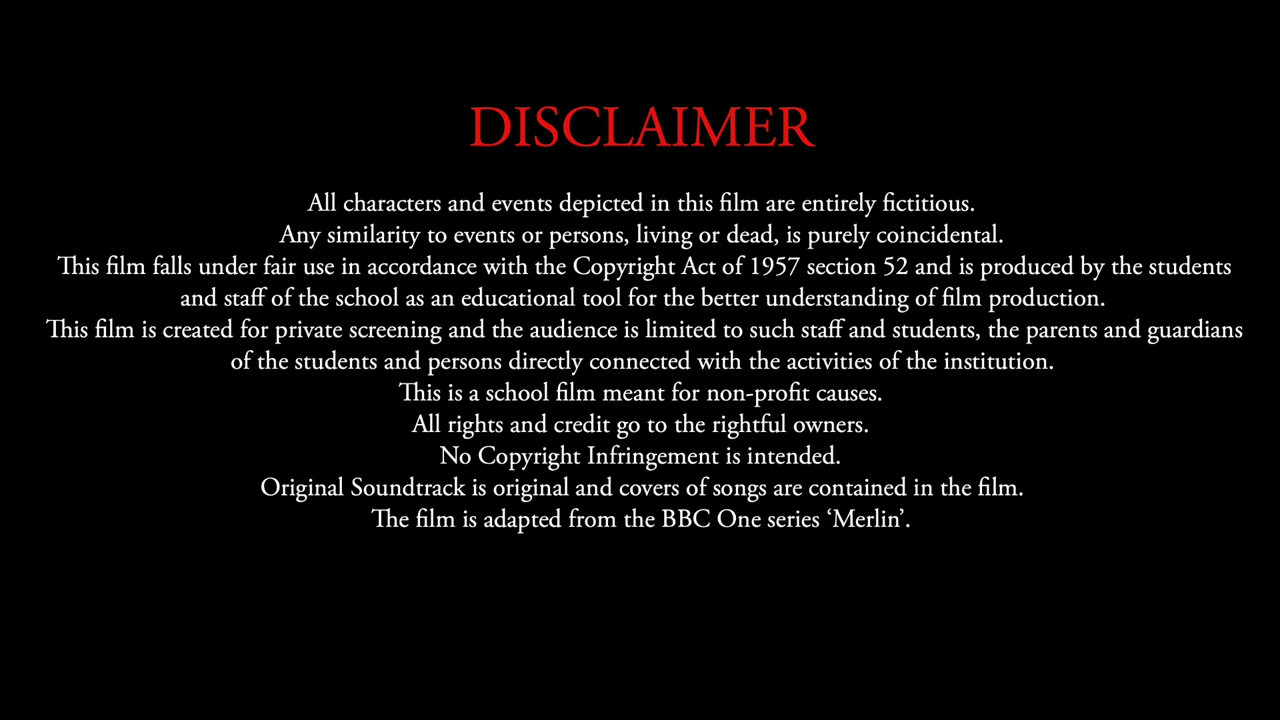 DISCLAIMER
All characters and events depicted in this film are entirely fictitious.
Any similarity to events or persons, living or dead, is purely coincidental.
This film falls under fair use in accordance with the Copyright Act of 1957 section 52 and is produced by the students
and staff of the school as an educational tool for the better understanding of film production.
This film is created for private screening and the audience is limited to such staff and students, the parents and guardians
of the students and persons directly connected with the activities of the institution.
This is a school film meant for non-profit causes.
All rights and credit go to the rightful owners.
No Copyright Infringement is intended.
Original Soundtrack is original and covers of songs are contained in the film.
The film is adapted from the BBC One series ‘Merlin’.